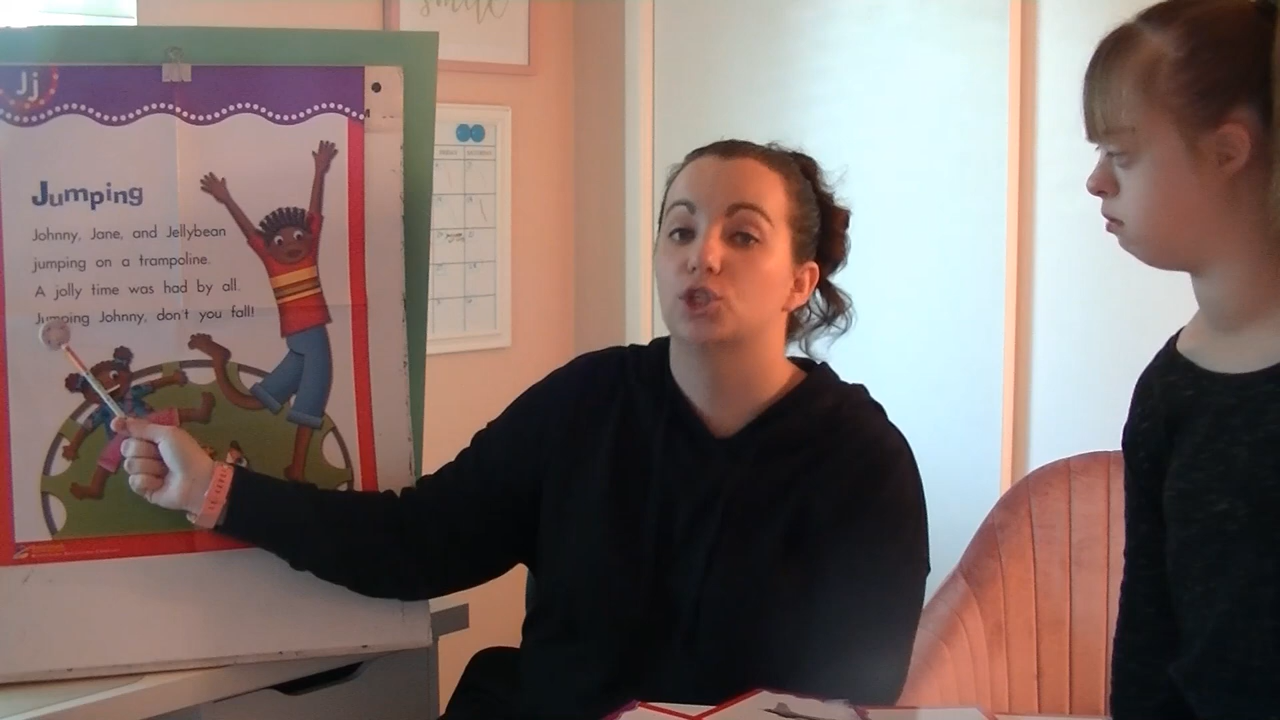 smile
Jj
Jumping
Johnny, Jane, and Jellybean
jumping on a trampoline.
A jolly time was had by all.
Jumping Johnny, don't you fall!